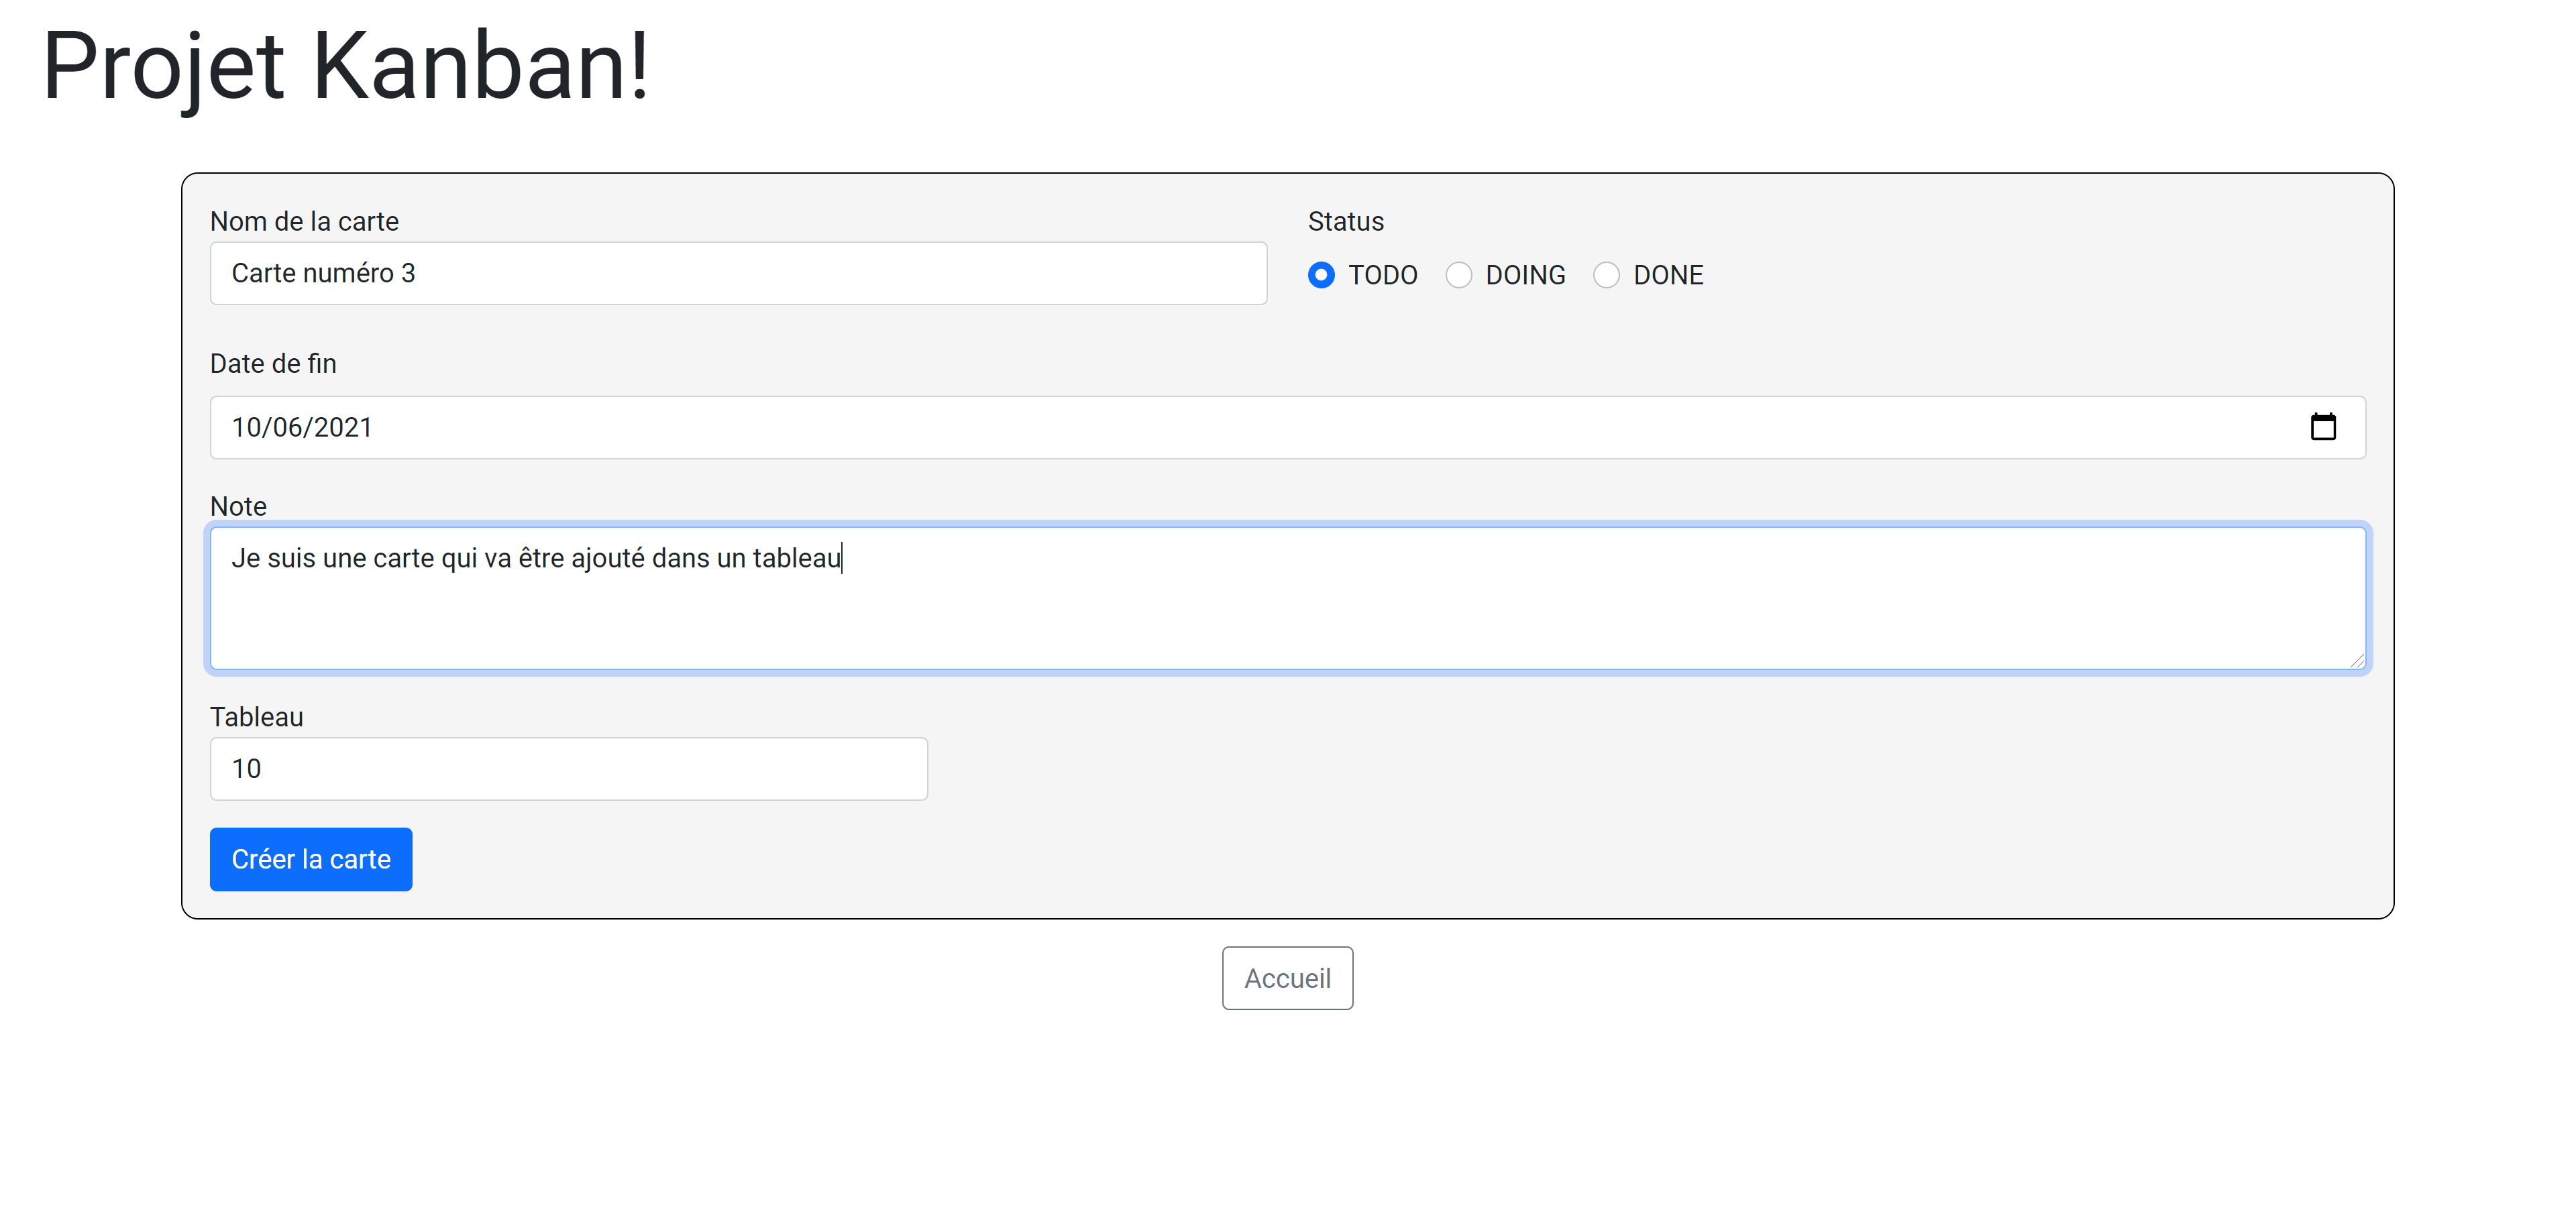 Projet Kanban!
Nom de la carte
Status
Carte numéro 3
TODO DOING DONE
Date de fin
10/06/2021
Note
Je suis une carte qui va être ajouté dans un tableau
Tableau
10
Créer la carte
Accueil